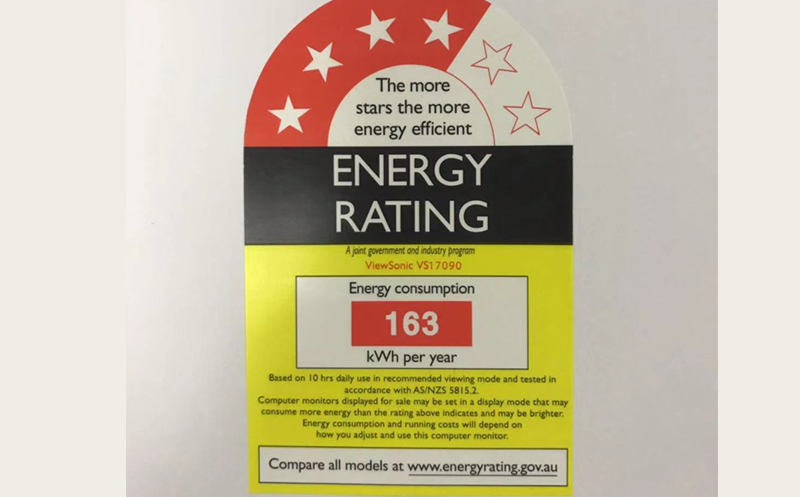 The more
stars the more
energy efficient
ENERGY
RATING
A joint government and industry program
ViewSonic VS17090
Energy consumption
163
kWh per year
Based on 10 hrs daily use in recommended viewing mode and tested in
accordance with AS/NZS 5815.2.
Computer monitors displayed for sale may be set in a display mode that may
consume more energy than the rating above indicates and may be brighter.
Energy consumption and running costs will depend on
how you adjust and use this computer monitor.
Compare all models at www.energyrating.gov.au